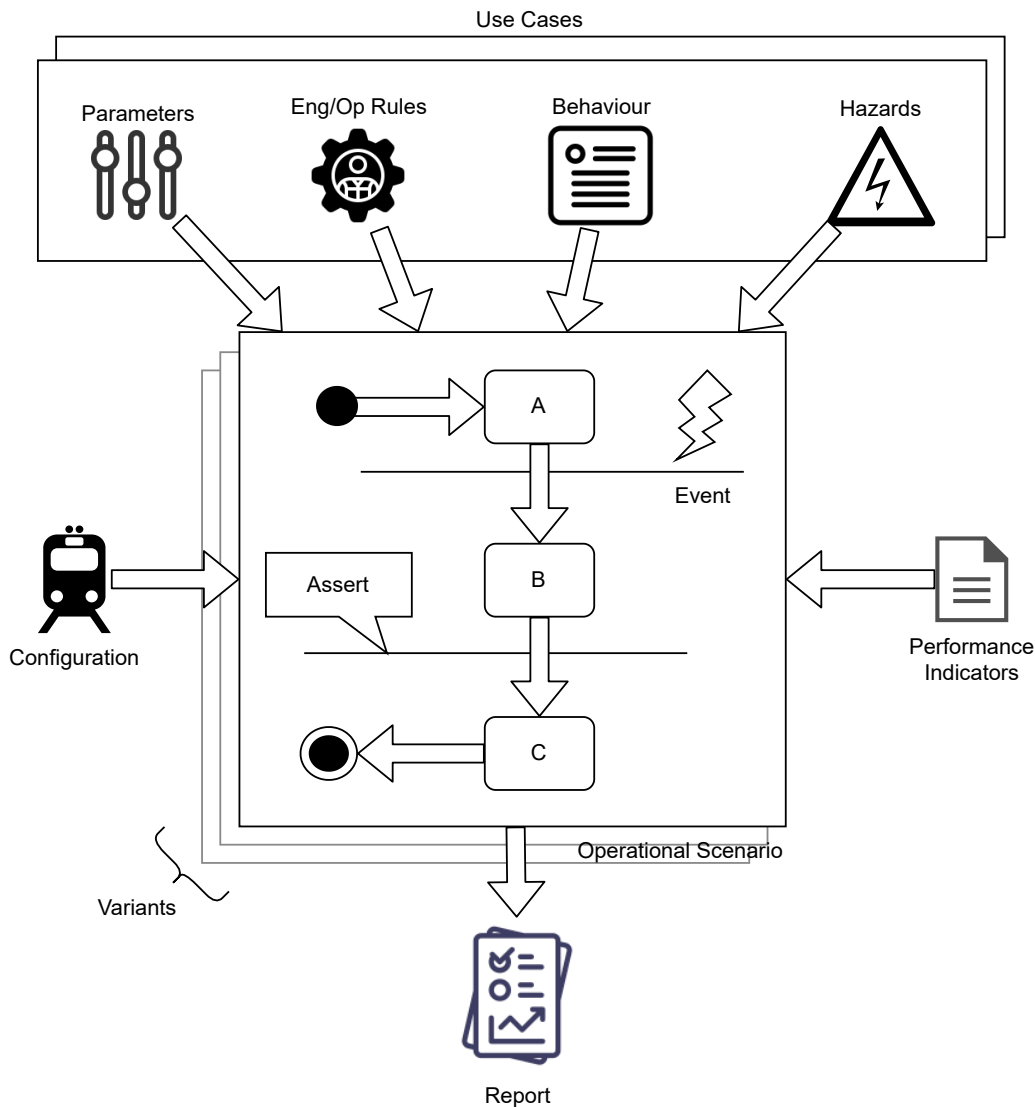 Use Cases
Parameters
Eng/Op Rules
Behaviour
Hazards
A
Event
B
Assert
Configuration
Performance
Indicators
C
Operational Scenario
Variants
Report